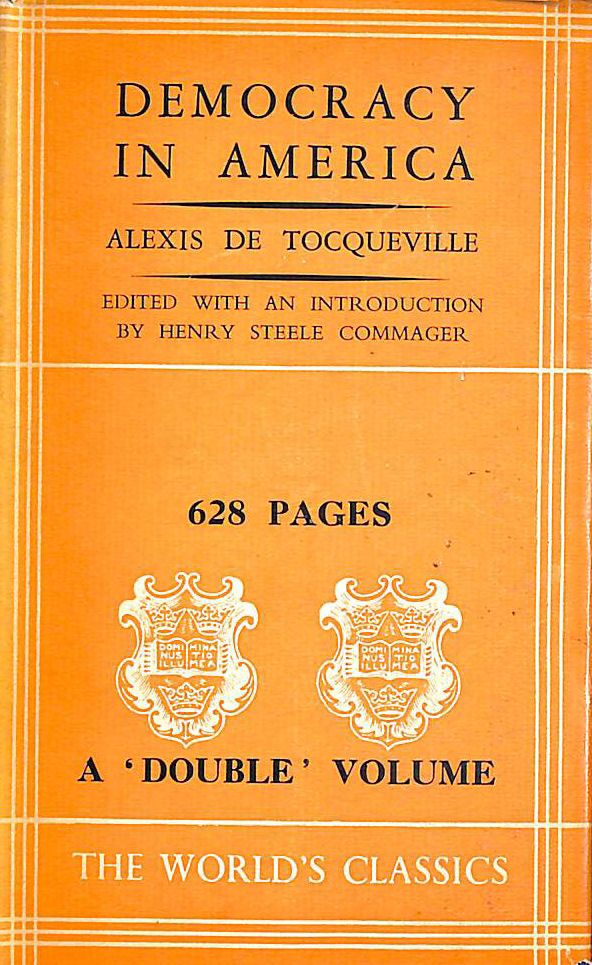 DEMOCRACY
IN AMERICA
ALEXIS DE TOCQUEVILLE
EDITED WITH AN INTRODUCTION
BY HENRY STEELE COMMAGER
628 PAGES
DOMI MINA
NUS TIO
ILLU MEA
DOMI MINA
NUS TIO
ILLU MEA
A ‘DOUBLE’ VOLUME
THE WORLD'S CLASSICS